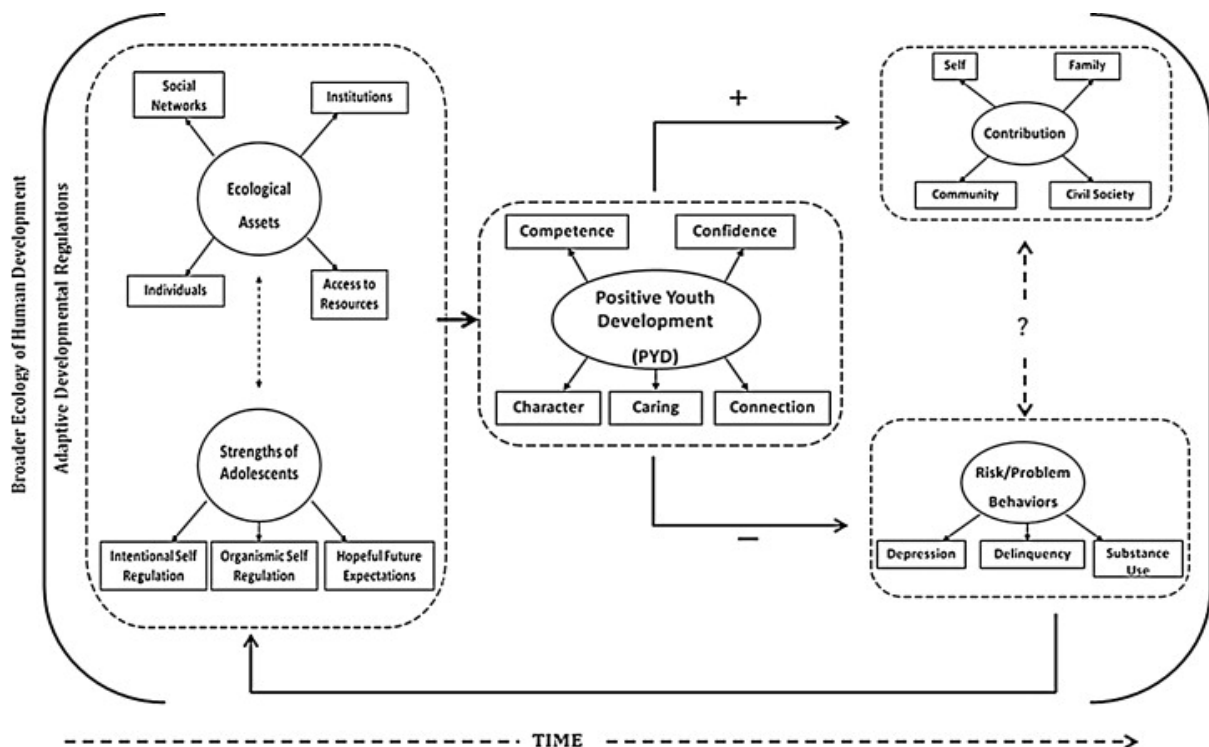 Broader Ecology of Human Development
Adaptive Developmental Regulations
Social
Networks
Institutions
Ecological
Assets
Individuals
Access to
Resources
Strengths of
Adolescents
Intentional Self
Regulation
Organismic Self
Regulation
Hopeful Future
Expectations
Competence
Confidence
Positive Youth
Development
(PYD)
Character
Caring
Connection
+
−
Self
Family
Contribution
Community
Civil Society
?
Risk/Problem
Behaviors
Depression
Delinquency
Substance
Use
TIME